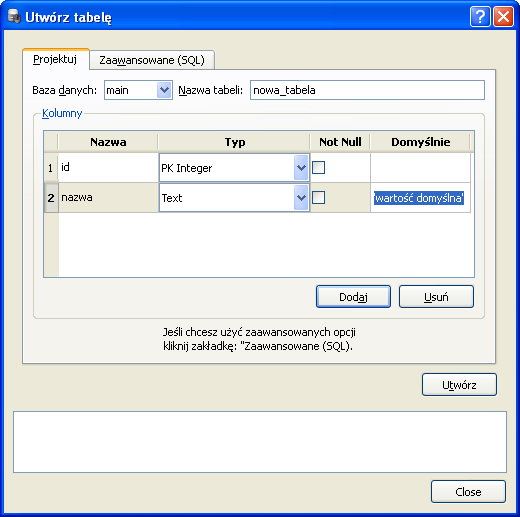 Utwórz tabelę
Projektuj Zaawansowane (SQL)
Baza danych: main Nazwa tabeli: nowa_tabela
Kolumny
Nazwa Typ Not Null Domyślnie
1 id PK Integer
2 nazwa Text 'wartość domyślna'
Dodaj Usuń
Jeśli chcesz użyć zaawansowanych opcji
kliknij zakładkę: "Zaawansowane (SQL).
Utwórz
Close